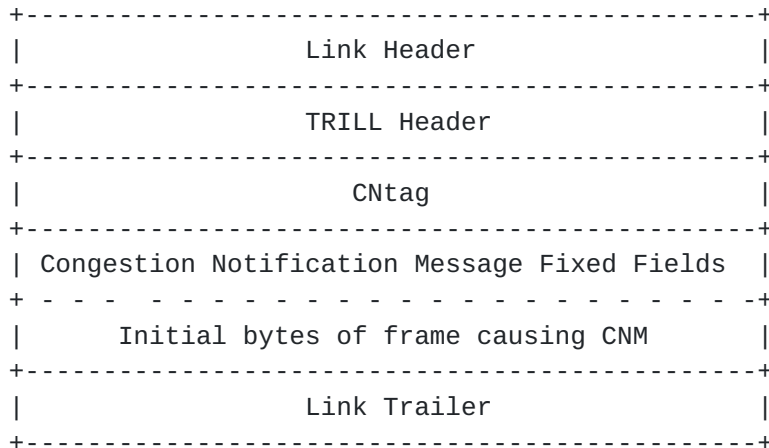 +-----------------------------------------------+
|                  Link Header                  |
+-----------------------------------------------+
|                  TRILL Header                 |
+-----------------------------------------------+
|                     CNtag                     |
+-----------------------------------------------+
| Congestion Notification Message Fixed Fields  |
+ - - -  - - - - - - - - - - - - - - - - - - - -+
|      Initial bytes of frame causing CNM       |
+-----------------------------------------------+
|                  Link Trailer                 |
+-----------------------------------------------+